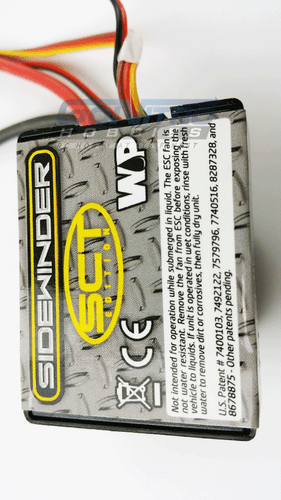 SIDEWINDER
SCT
EDITION
WP
CE
Not intended for operation while submerged in liquid. The ESC fan is
not water resistant. Remove the fan from ESC before exposing the
vehicle to liquids. If unit is operated in wet conditions, rinse with fresh
water to remove dirt or corrosives, then fully dry unit.
U.S. Patent # 7400103, 7492122, 7579796, 7740516, 8287328, and
8678875 - Other patents pending.
HOBBIES